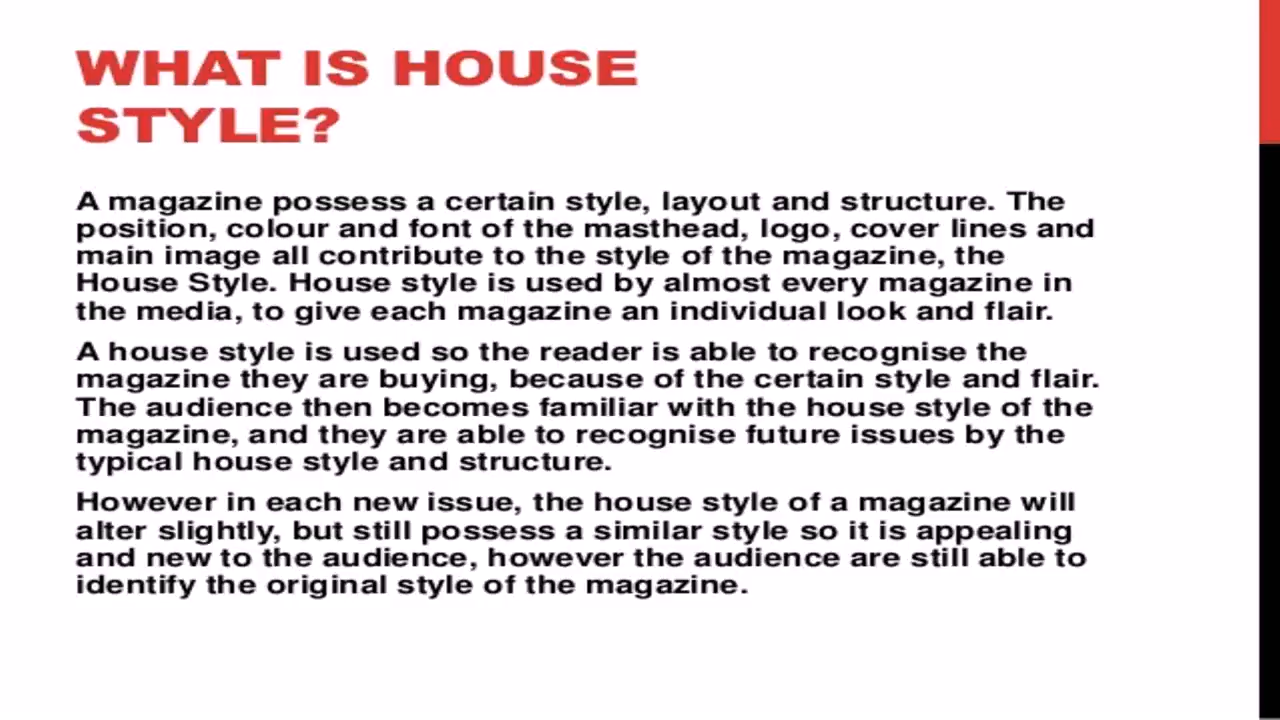 WHAT IS HOUSE
STYLE?
A magazine possess a certain style, layout and structure. The
position, colour and font of the masthead, logo, cover lines and
main image all contribute to the style of the magazine, the
House Style. House style is used by almost every magazine in
the media, to give each magazine an individual look and flair.
A house style is used so the reader is able to recognise the
magazine they are buying, because of the certain style and flair.
The audience then becomes familiar with the house style of the
magazine, and they are able to recognise future issues by the
typical house style and structure.
However in each new issue, the house style of a magazine will
alter slightly, but still possess a similar style so it is appealing
and new to the audience, however the audience are still able to
identify the original style of the magazine.